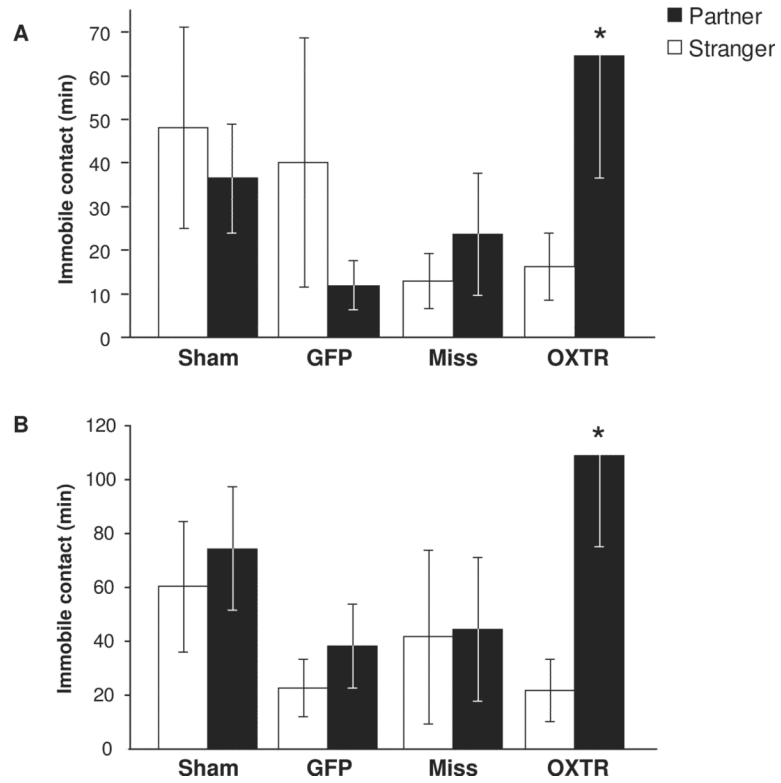 A
Partner
Stranger
*
Immobile contact (min)
70
60
50
40
30
20
10
0
Sham GFP Miss OXTR
B
*
Immobile contact (min)
120
100
80
60
40
20
0
Sham GFP Miss OXTR